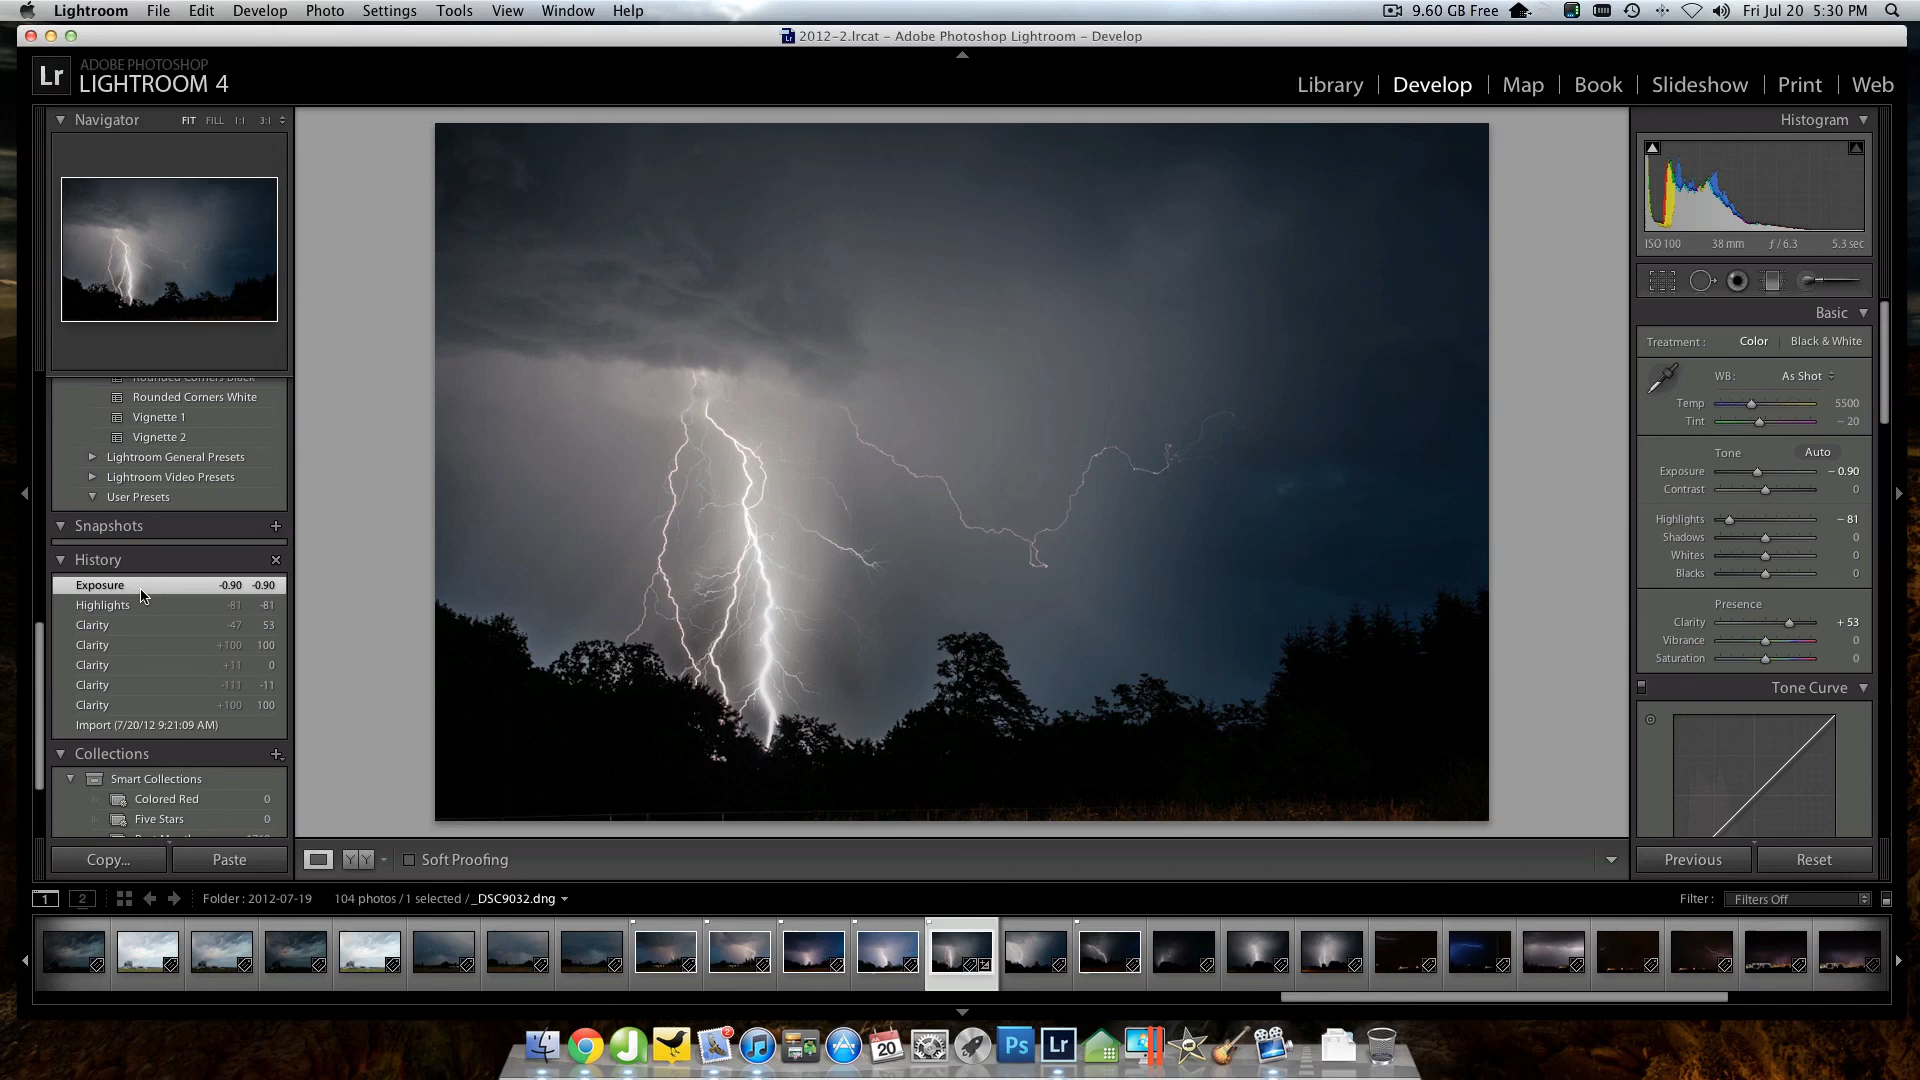 Lightroom File Edit Develop Photo Settings Tools View Window Help 9.60 GB Free Fri Jul 20 5:30 PM
2012-2.lrcat – Adobe Photoshop Lightroom – Develop
Lr ADOBE PHOTOSHOP
LIGHTROOM 4
Library | Develop | Map | Book | Slideshow | Print | Web
Navigator FIT FILL 1:1 3:1
Rounded Corners Black
Rounded Corners White
Vignette 1
Vignette 2
Lightroom General Presets
Lightroom Video Presets
User Presets
Snapshots +
History ×
Exposure -0.90 -0.90
Highlights -81 -81
Clarity -47 53
Clarity +100 100
Clarity +11 0
Clarity -111 -11
Clarity +100 100
Import (7/20/12 9:21:09 AM)
Collections +
Smart Collections
Colored Red 0
Five Stars 0
Copy... Paste
Soft Proofing
Histogram
ISO 100 38 mm ƒ / 6.3 5.3 sec
Basic
Treatment : Color Black & White
WB : As Shot
Temp 5500
Tint – 20
Tone Auto
Exposure – 0.90
Contrast 0
Highlights – 81
Shadows 0
Whites 0
Blacks 0
Presence
Clarity + 53
Vibrance 0
Saturation 0
Tone Curve
Previous Reset
1 2 Folder : 2012-07-19 104 photos / 1 selected / _DSC9032.dng Filter : Filters Off
2 20 Ps Lr